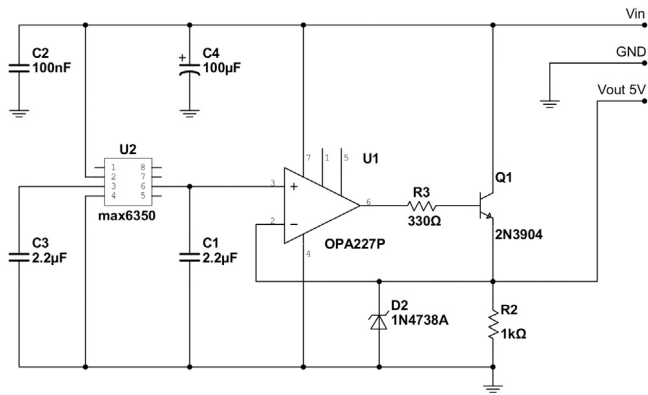 Vin
C2
100nF
+
C4
100µF
GND
Vout 5V
U2
1
2
3
4
8
7
6
5
max6350
7
1
5
U1
3
+
2
−
4
6
OPA227P
R3
330Ω
Q1
2N3904
C3
2.2µF
C1
2.2µF
D2
1N4738A
R2
1kΩ